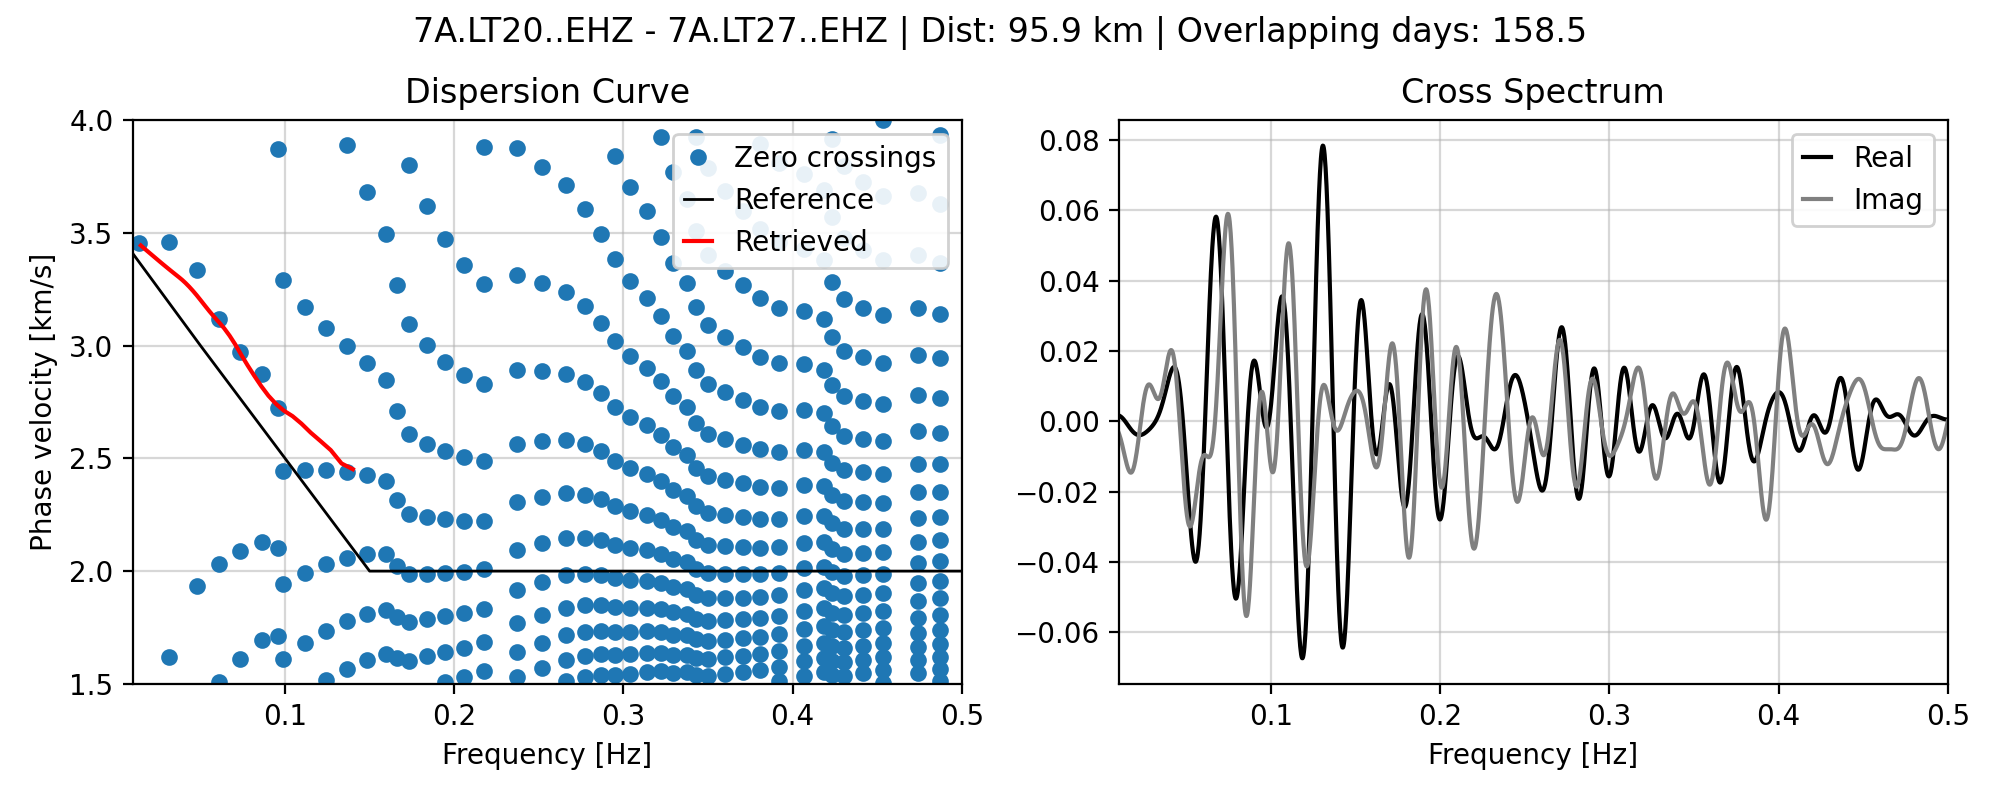 7A.LT20..EHZ - 7A.LT27..EHZ | Dist: 95.9 km | Overlapping days: 158.5
Dispersion Curve
4.0
3.5
3.0
2.5
2.0
1.5
Phase velocity [km/s]
Zero crossings
Reference
Retrieved
0.1
0.2
0.3
0.4
0.5
Frequency [Hz]
Cross Spectrum
0.08
0.06
0.04
0.02
0.00
−0.02
−0.04
−0.06
Real
Imag
0.1
0.2
0.3
0.4
0.5
Frequency [Hz]